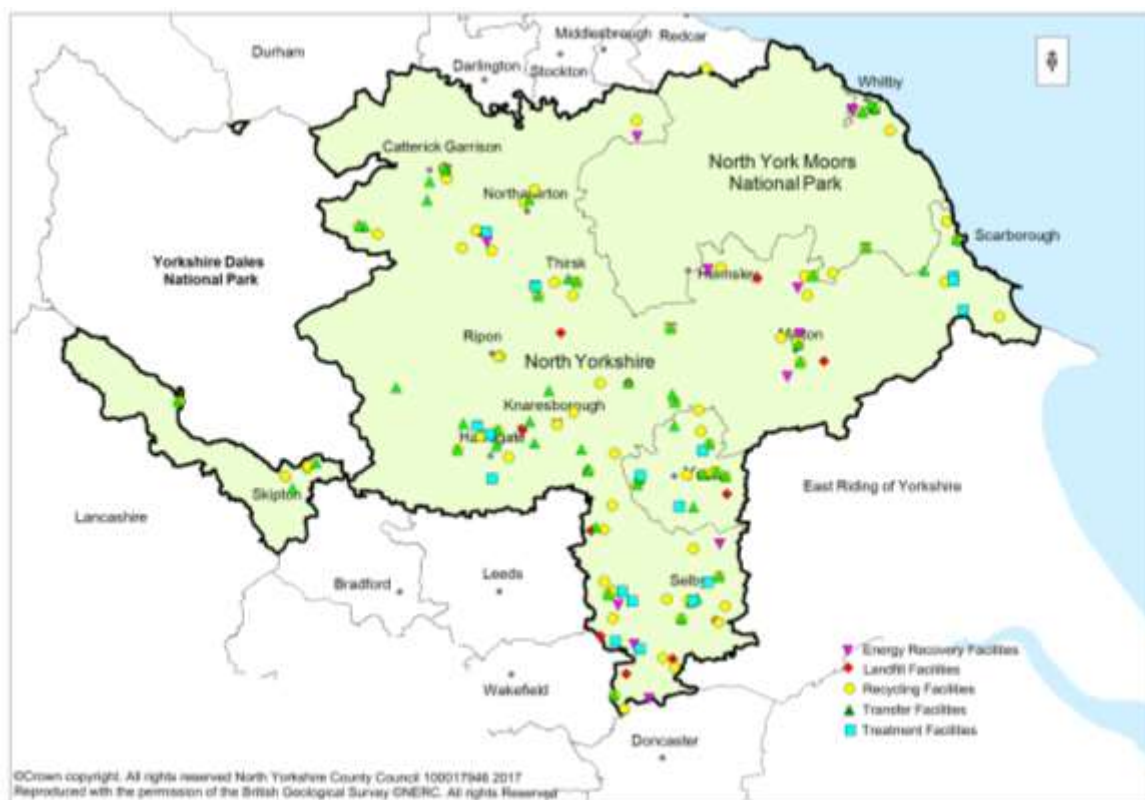 Durham
Middlesbrough
Redcar
Darlington
Stockton
Whitby
Catterick Garrison
North York Moors
National Park
Northallerton
Scarborough
Yorkshire Dales
National Park
Thirsk
Ripon
North Yorkshire
Knaresborough
Skipton
East Riding of Yorkshire
Lancashire
Bradford
Leeds
Wakefield
Doncaster
Energy Recovery Facilities
Landfill Facilities
Recycling Facilities
Transfer Facilities
Treatment Facilities
©Crown copyright. All rights reserved North Yorkshire County Council 100017946 2017
Reproduced with the permission of the British Geological Survey ©NERC. All rights Reserved